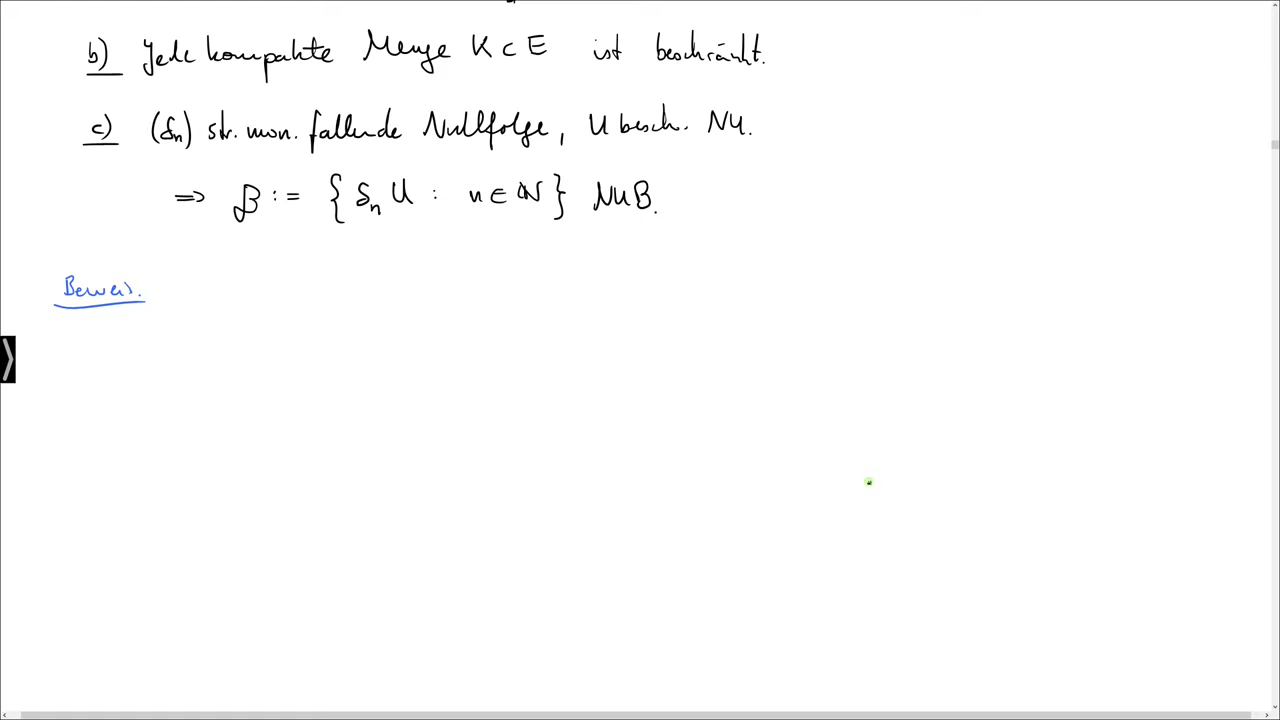 b) Jede kompakte Menge K ⊂ E ist beschränkt.
c) (δn) str. mon. fallende Nullfolge, U besch. NU.
⇒ B := { δn U : n ∈ ℕ } NUB.
Beweis.